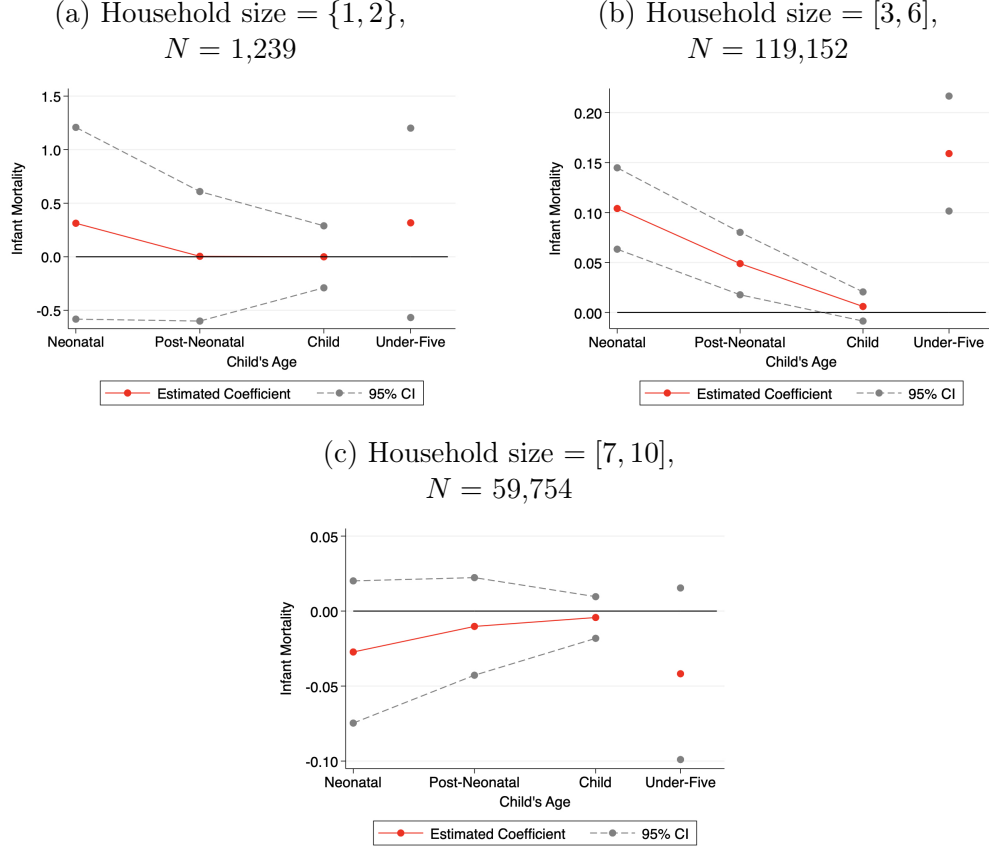 (a) Household size = {1, 2},
N = 1,239
1.5
1.0
0.5
0.0
-0.5
Infant Mortality
Neonatal Post-Neonatal Child Under-Five
Child's Age
Estimated Coefficient 95% CI
(b) Household size = [3, 6],
N = 119,152
0.20
0.15
0.10
0.05
0.00
Infant Mortality
Neonatal Post-Neonatal Child Under-Five
Child's Age
Estimated Coefficient 95% CI
(c) Household size = [7, 10],
N = 59,754
0.05
0.00
-0.05
-0.10
Infant Mortality
Neonatal Post-Neonatal Child Under-Five
Child's Age
Estimated Coefficient 95% CI